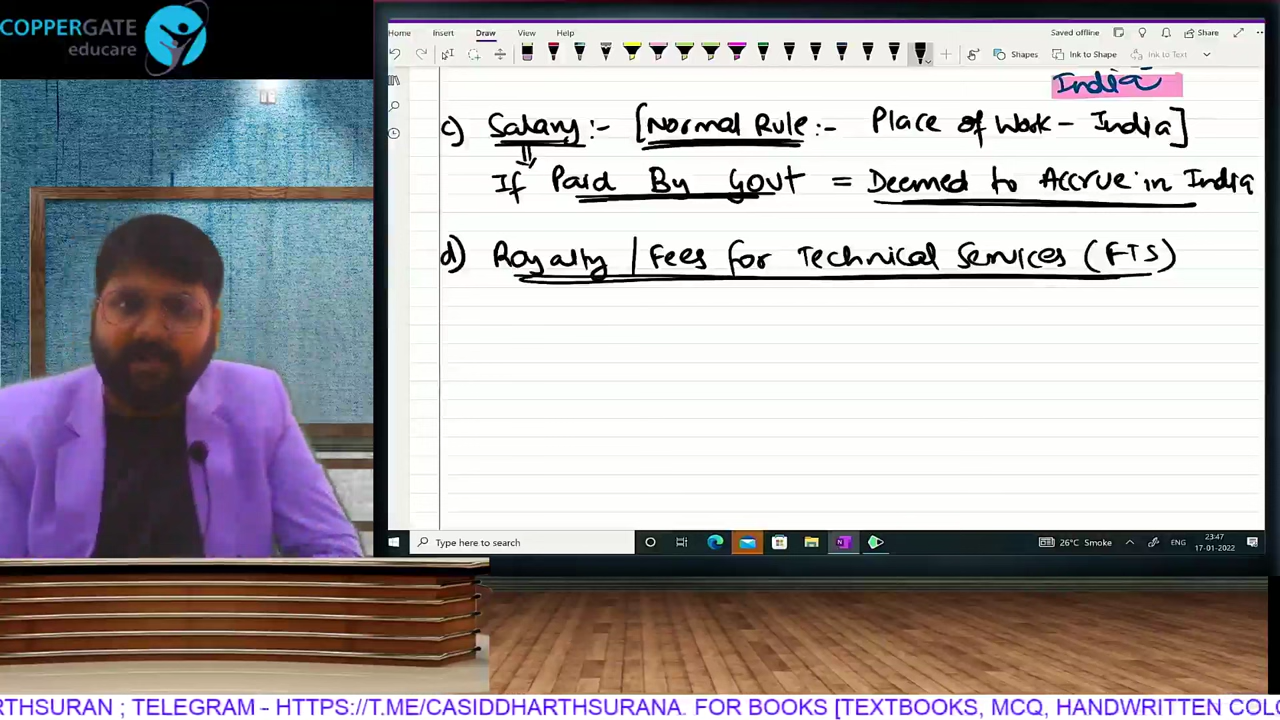 COPPERGATE
educare
Home Insert Draw View Help
Saved offline
Share
Shapes
Ink to Shape
Ink to Text
India
c) Salary :- [Normal Rule :- Place of Work - India]
If Paid By Govt = Deemed to Accrue in India
d) Royalty / Fees for Technical Services (FTS)
Type here to search
26°C Smoke
ENG
23:47
17-01-2022
RTHSURAN ; TELEGRAM - HTTPS://T.ME/CASIDDHARTHSURANA. FOR BOOKS [TEXTBOOKS, MCQ, HANDWRITTEN COLO